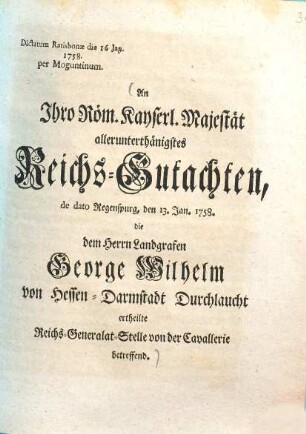 Dictatum Ratisbonæ die 16 Jan.
1758.
per Moguntinum.
(An
Ihro Röm. Kayserl. Majestät
allerunterthänigstes
Reichs-Gutachten,
de dato Regenspurg, den 13. Jan. 1758.
die
dem Herrn Landgrafen
George Wilhelm
von Hessen-Darmstadt Durchlaucht
ertheilte
Reichs-Generalat-Stelle von der Cavallerie
betreffend.)